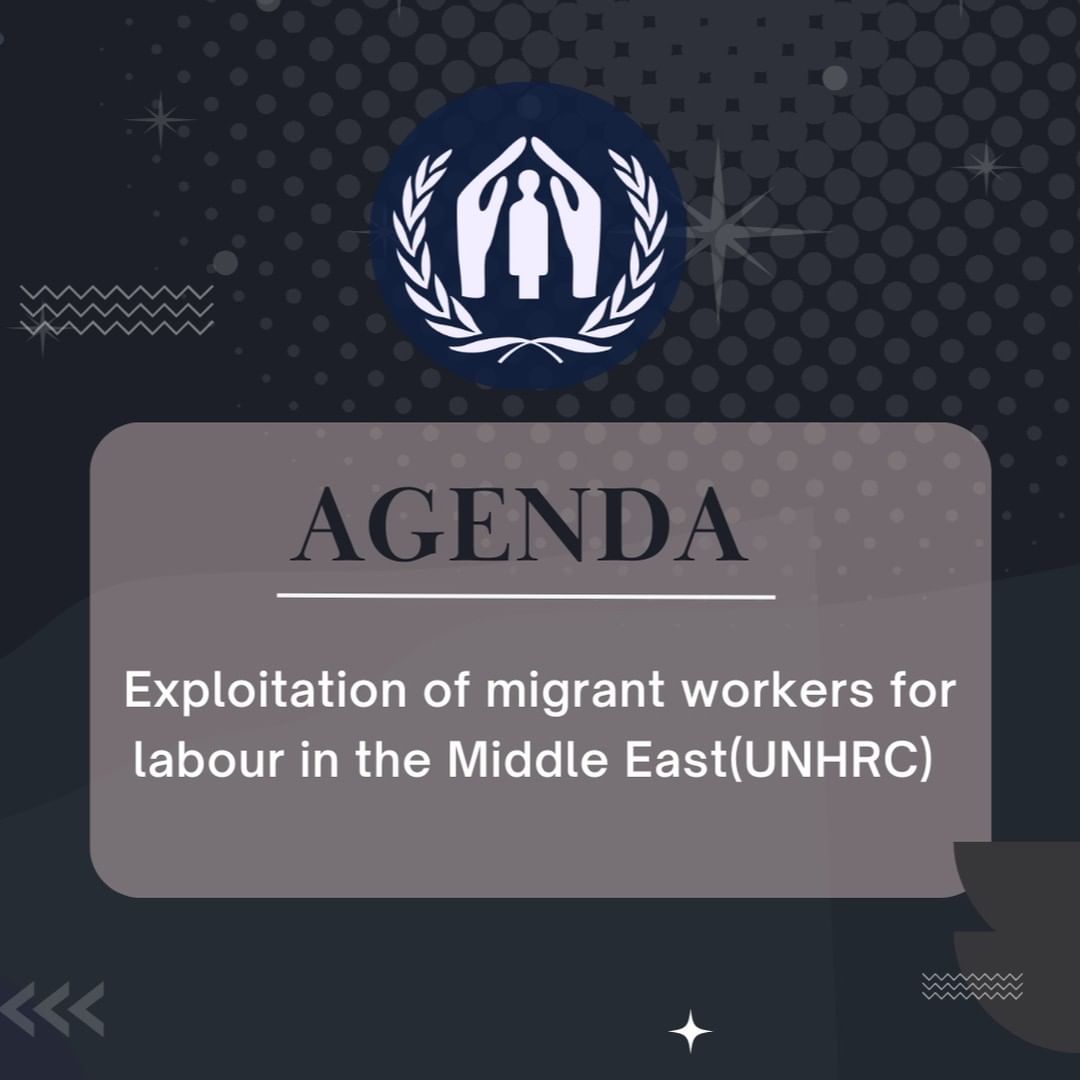 AGENDA
Exploitation of migrant workers for
labour in the Middle East(UNHRC)